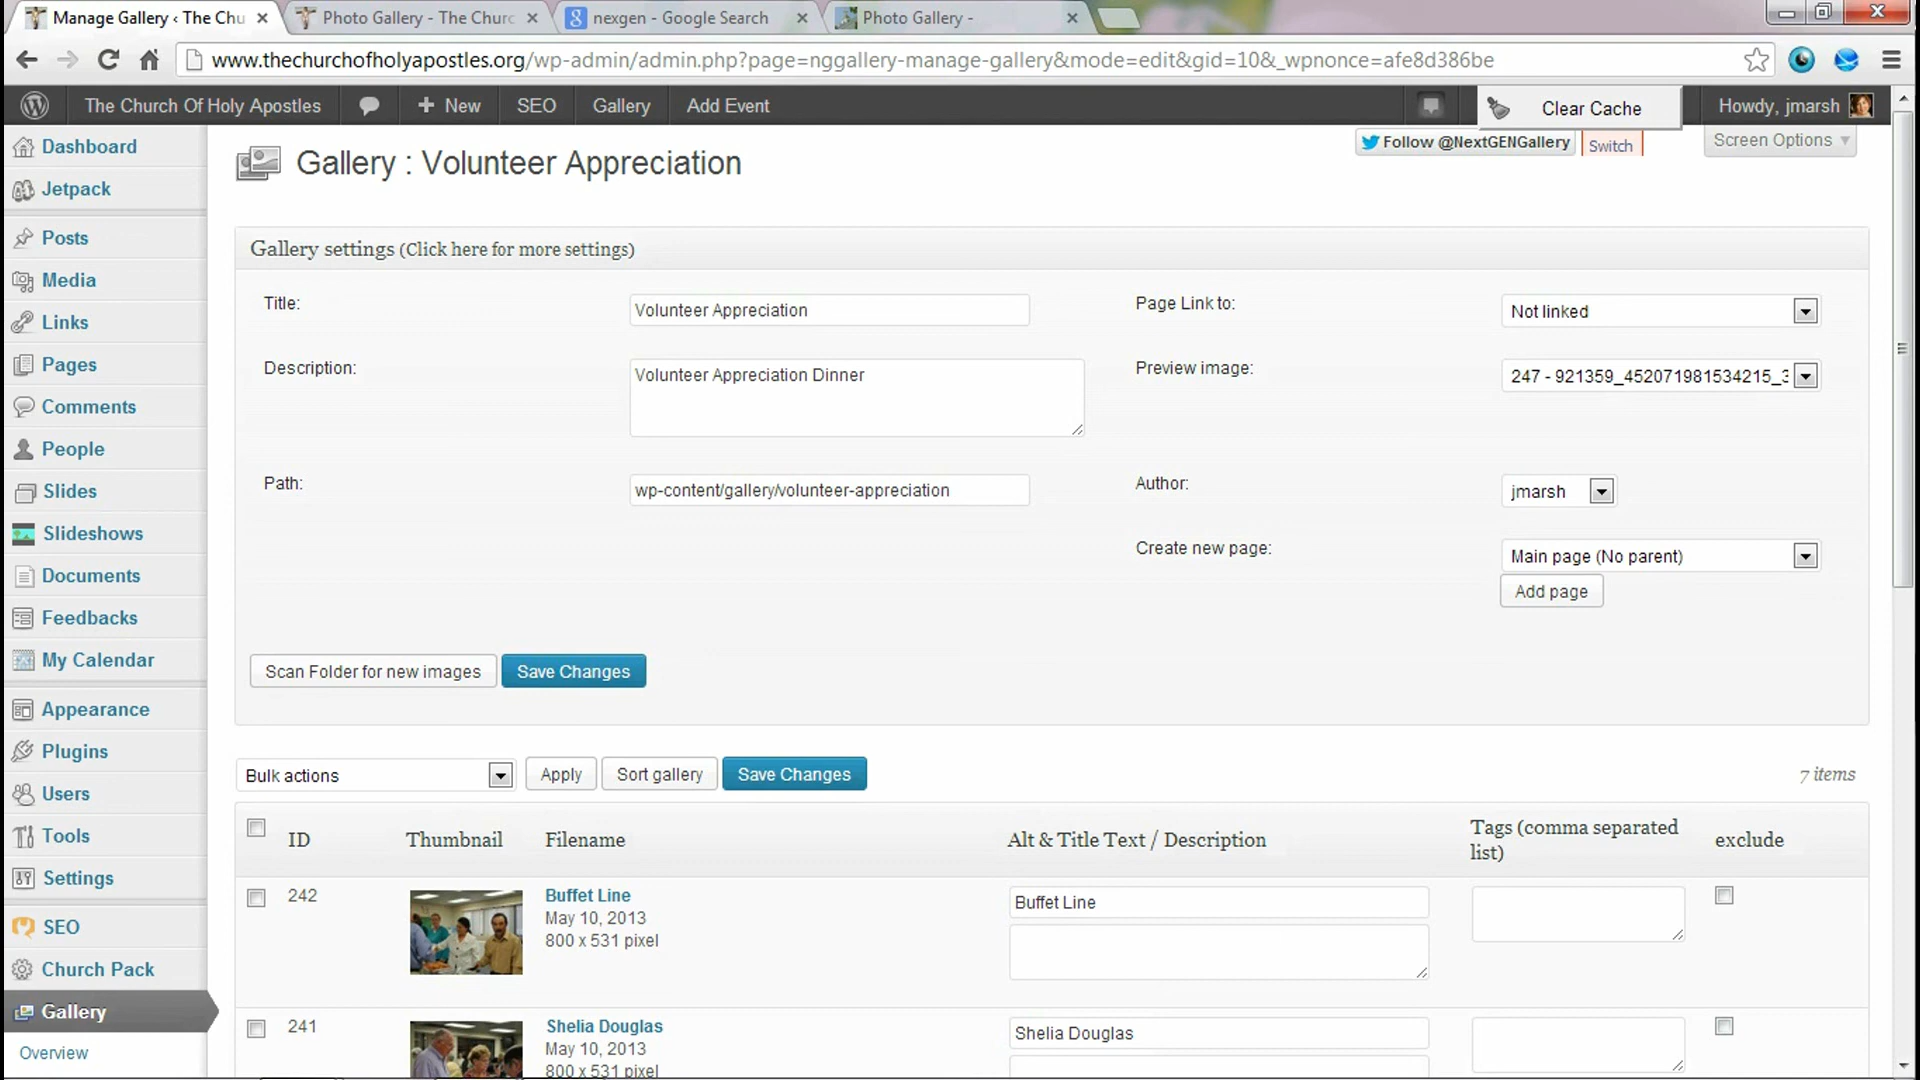 Manage Gallery ‹ The Chu
Photo Gallery - The Churc
nexgen - Google Search
Photo Gallery -
www.thechurchofholyapostles.org/wp-admin/admin.php?page=nggallery-manage-gallery&mode=edit&gid=10&_wpnonce=afe8d386be
The Church Of Holy Apostles
+ New
SEO
Gallery
Add Event
Clear Cache
Howdy, jmarsh
Dashboard
Jetpack
Posts
Media
Links
Pages
Comments
People
Slides
Slideshows
Documents
Feedbacks
My Calendar
Appearance
Plugins
Users
Tools
Settings
SEO
Church Pack
Gallery
Overview
Gallery : Volunteer Appreciation
Follow @NextGENGallery
Switch
Screen Options
Gallery settings (Click here for more settings)
Title:
Volunteer Appreciation
Page Link to:
Not linked
Description:
Volunteer Appreciation Dinner
Preview image:
247 - 921359_452071981534215_3
Path:
wp-content/gallery/volunteer-appreciation
Author:
jmarsh
Create new page:
Main page (No parent)
Add page
Scan Folder for new images
Save Changes
Bulk actions
Apply
Sort gallery
Save Changes
7 items
ID
Thumbnail
Filename
Alt & Title Text / Description
Tags (comma separated
list)
exclude
242
Buffet Line
May 10, 2013
800 x 531 pixel
Buffet Line
241
Shelia Douglas
May 10, 2013
800 x 531 pixel
Shelia Douglas